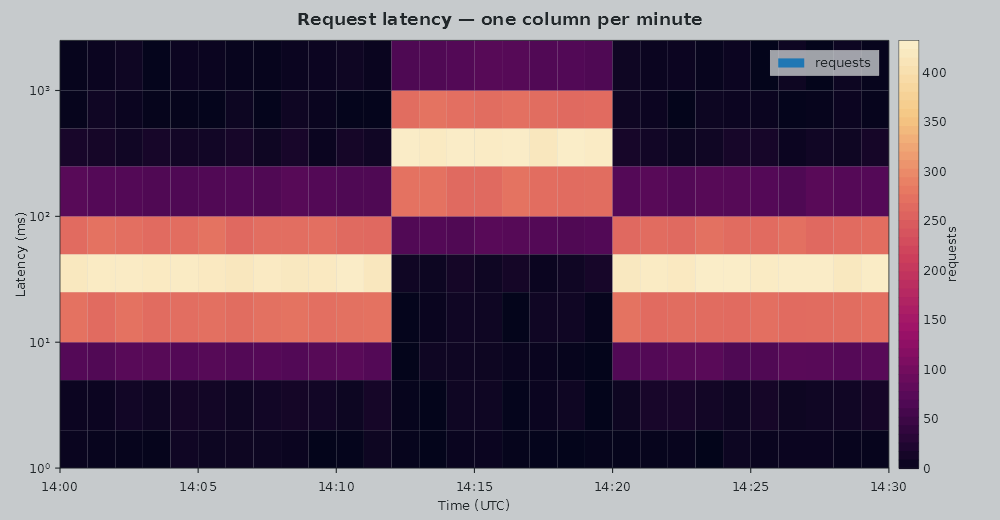 Request latency — one column per minute
requests
Latency (ms)
10³
10²
10¹
10⁰
14:00 14:05 14:10 14:15 14:20 14:25 14:30
Time (UTC)
400
350
300
250
200
150
100
50
0
requests